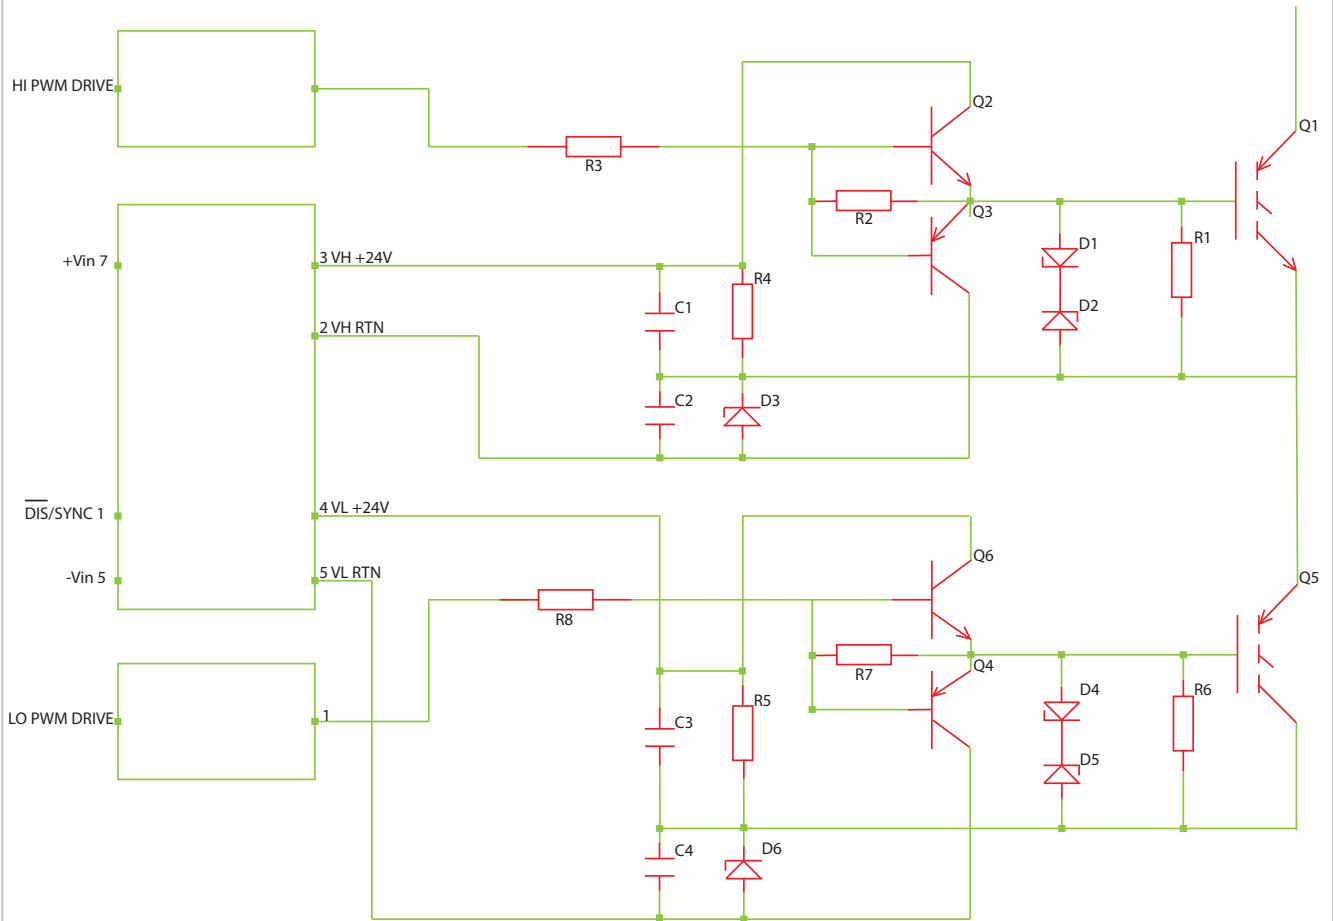 HI PWM DRIVE
Q2
Q1
R3
R2
Q3
+Vin 7
3 VH +24V
R4
D1
R1
2 VH RTN
C1
D2
C2
D3
DIS/SYNC 1
4 VL +24V
-Vin 5
5 VL RTN
Q6
Q5
R8
R7
Q4
LO PWM DRIVE
1
R5
D4
R6
C3
D5
C4
D6